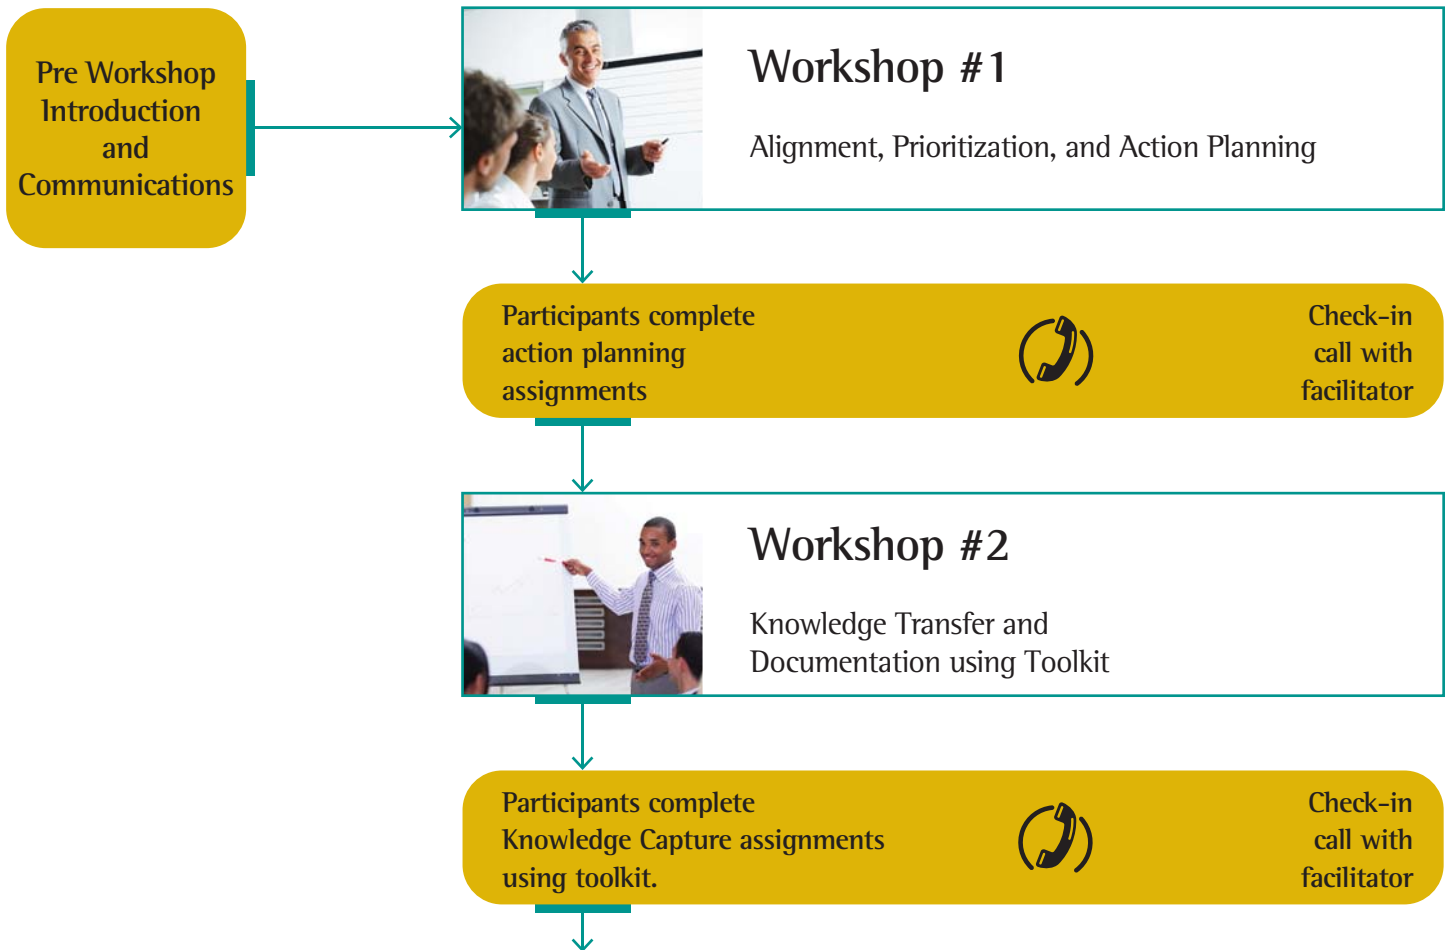 Pre Workshop
Introduction
and
Communications
Workshop #1
Alignment, Prioritization, and Action Planning
Participants complete
action planning
assignments
Check-in
call with
facilitator
Workshop #2
Knowledge Transfer and
Documentation using Toolkit
Participants complete
Knowledge Capture assignments
using toolkit.
Check-in
call with
facilitator